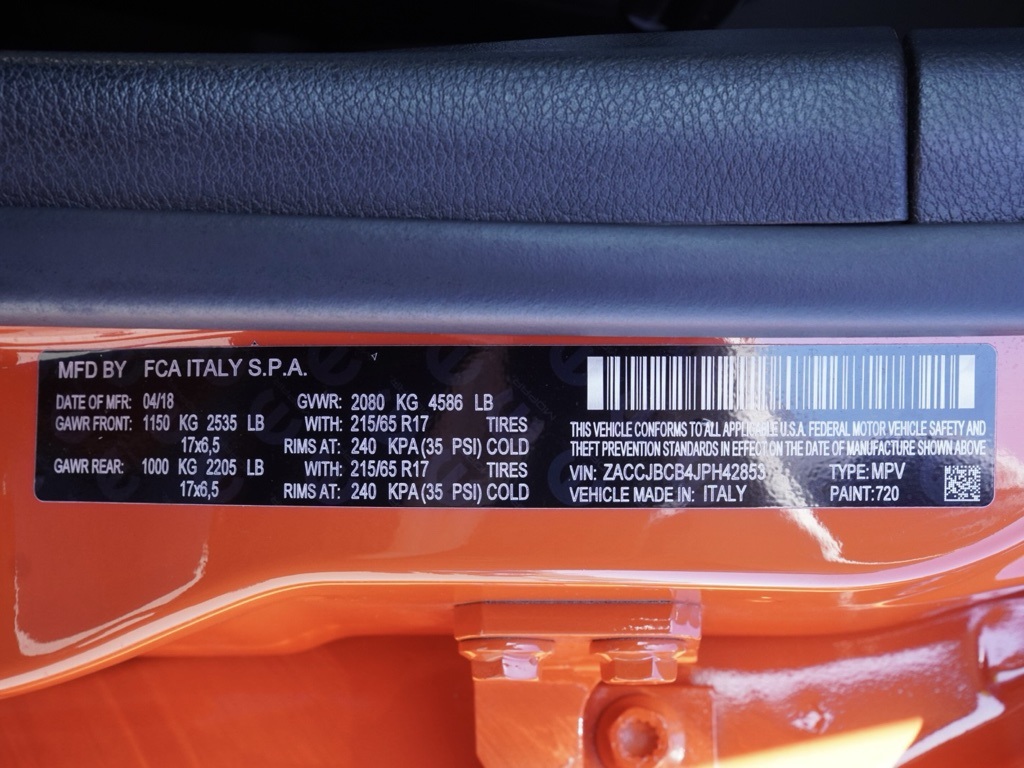 MFD BY FCA ITALY S.P.A.
DATE OF MFR: 04/18 GVWR: 2080 KG 4586 LB
GAWR FRONT: 1150 KG 2535 LB WITH: 215/65 R17 TIRES
17x6,5 RIMS AT: 240 KPA(35 PSI) COLD
GAWR REAR: 1000 KG 2205 LB WITH: 215/65 R17 TIRES
17x6,5 RIMS AT: 240 KPA(35 PSI) COLD
THIS VEHICLE CONFORMS TO ALL APPLICABLE U.S.A. FEDERAL MOTOR VEHICLE SAFETY AND
THEFT PREVENTION STANDARDS IN EFFECT ON THE DATE OF MANUFACTURE SHOWN ABOVE
VIN: ZACCJBCB4JPH42853 TYPE: MPV
VEHICLE MADE IN: ITALY PAINT: 720